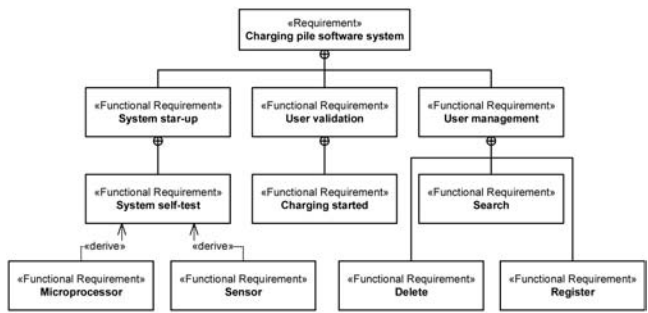 «Requirement»
Charging pile software system
«Functional Requirement»
System star-up
«Functional Requirement»
User validation
«Functional Requirement»
User management
«Functional Requirement»
System self-test
«Functional Requirement»
Charging started
«Functional Requirement»
Search
«derive»
«derive»
«Functional Requirement»
Microprocessor
«Functional Requirement»
Sensor
«Functional Requirement»
Delete
«Functional Requirement»
Register